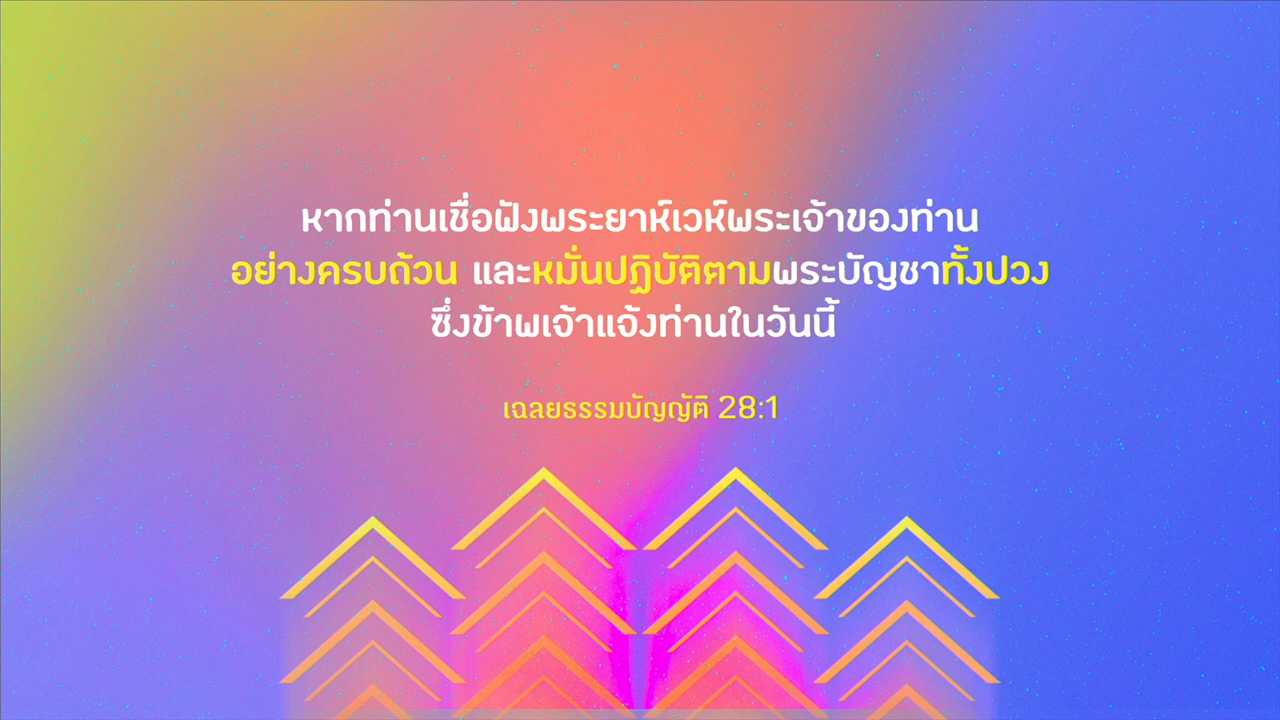 หากท่านเชื่อฟังพระยาห์เวห์พระเจ้าของท่าน
อย่างครบถ้วน และหมั่นปฏิบัติตามพระบัญชาทั้งปวง
ซึ่งข้าพเจ้าแจ้งท่านในวันนี้
เฉลยธรรมบัญญัติ 28:1